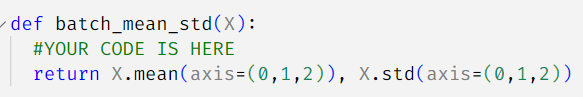 def batch_mean_std(X):
  #YOUR CODE IS HERE
  return X.mean(axis=(0,1,2)), X.std(axis=(0,1,2))